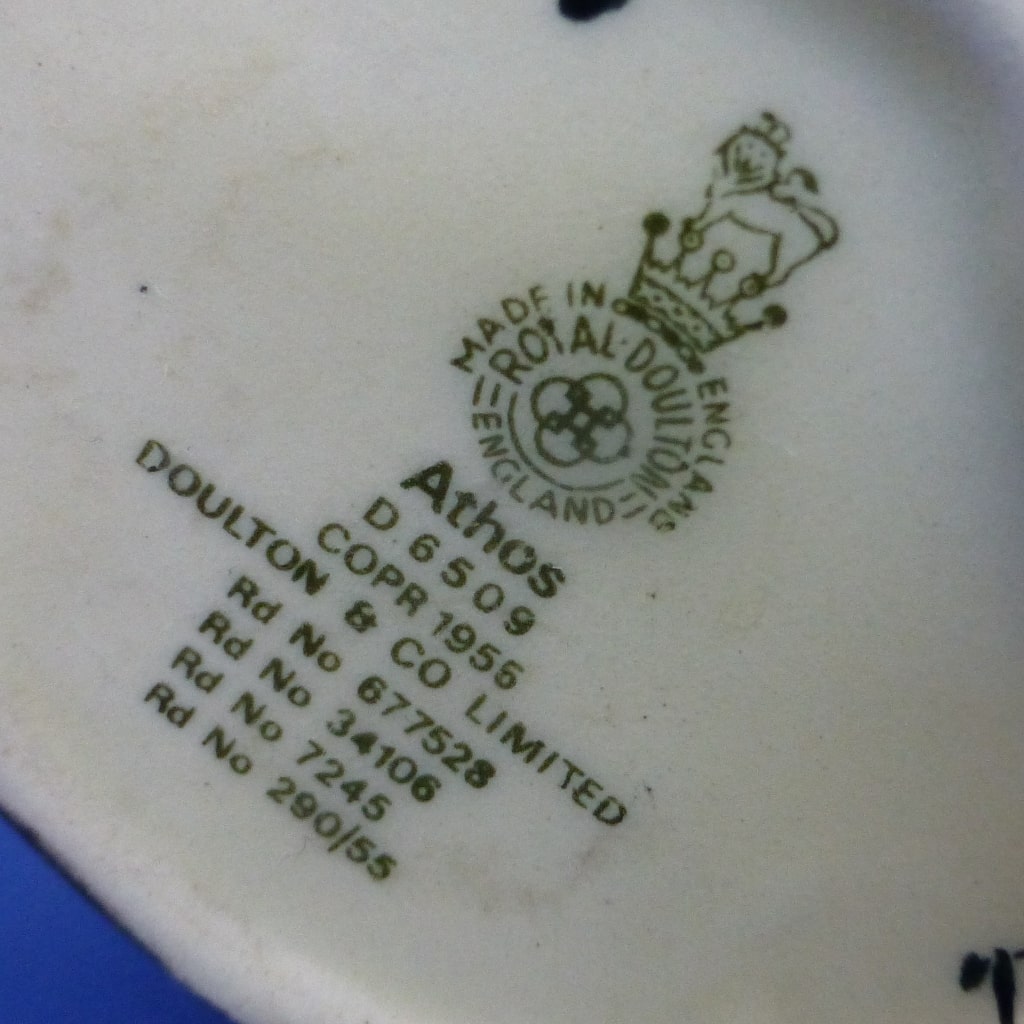 MADE IN ENGLAND
ROYAL·DOULTON
ENGLAND
Athos
D 6509
COPR 1955
DOULTON & CO LIMITED
Rd No 677528
Rd No 34106
Rd No 7245
Rd No 290/55